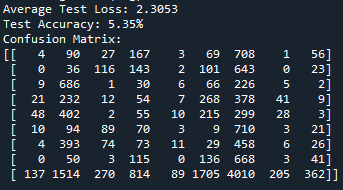 Average Test Loss: 2.3053
Test Accuracy: 5.35%
Confusion Matrix:
[[   4   90   27  167    3   69  708    1   56]
 [   0   36  116  143    2  101  643    0   23]
 [   9  686    1   30    6   66  226    5    2]
 [  21  232   12   54    7  268  378   41    9]
 [  48  402    2   55   10  215  299   28    3]
 [  10   94   89   70    3    9  710    3   21]
 [   4  393   74   73   11   29  458    6   26]
 [   0   50    3  115    0  136  668    3   41]
 [ 137 1514  270  814   89 1705 4010  205  362]]